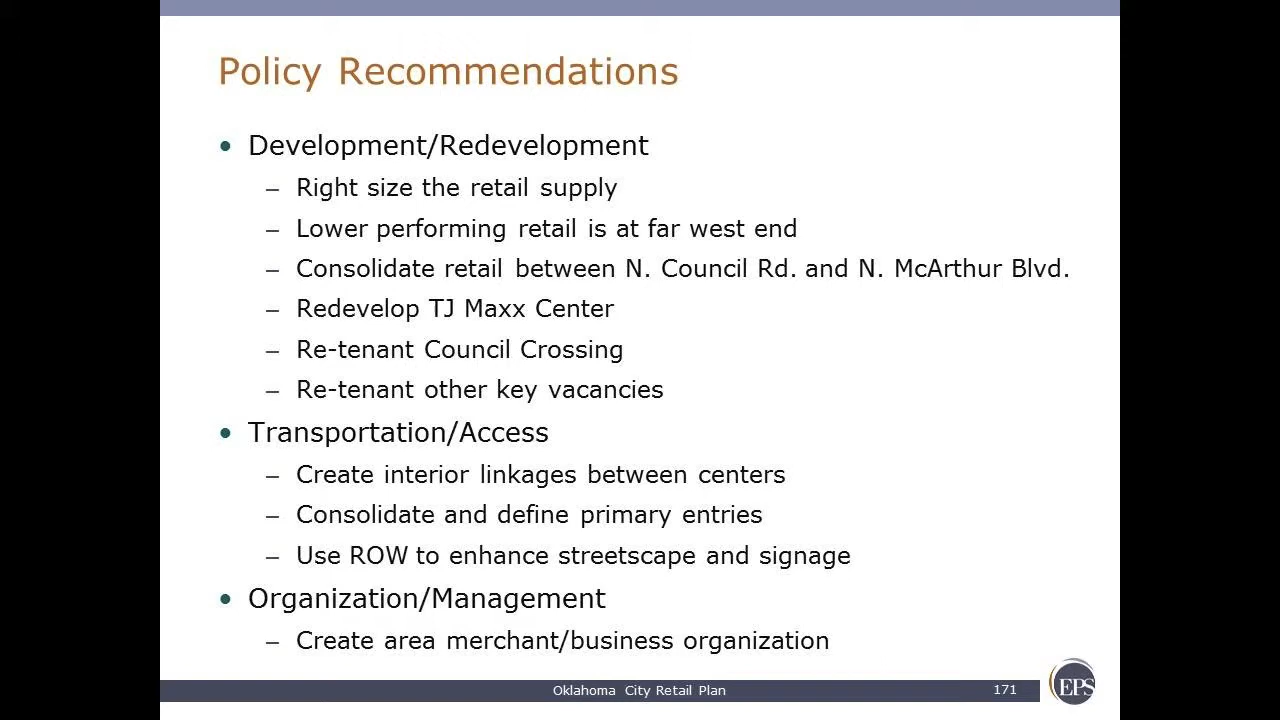 Policy Recommendations
• Development/Redevelopment
– Right size the retail supply
– Lower performing retail is at far west end
– Consolidate retail between N. Council Rd. and N. McArthur Blvd.
– Redevelop TJ Maxx Center
– Re-tenant Council Crossing
– Re-tenant other key vacancies
• Transportation/Access
– Create interior linkages between centers
– Consolidate and define primary entries
– Use ROW to enhance streetscape and signage
• Organization/Management
– Create area merchant/business organization
Oklahoma City Retail Plan
171
EPS